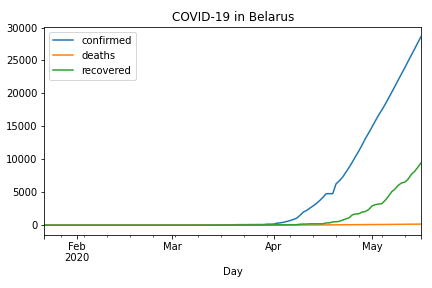 COVID-19 in Belarus
30000
25000
20000
15000
10000
5000
0
confirmed
deaths
recovered
Feb
2020
Mar
Apr
May
Day